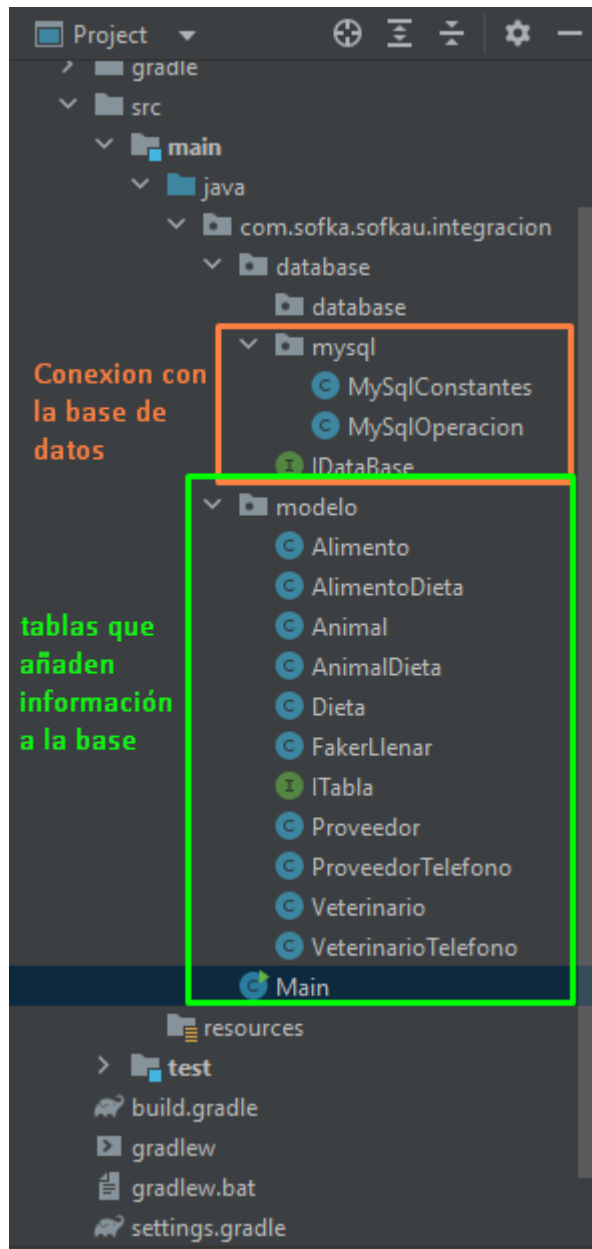 Project
gradle
src
main
java
com.sofka.sofkau.integracion
database
database
mysql
Conexion con
la base de
datos
MySqlConstantes
MySqlOperacion
IDataBase
modelo
Alimento
AlimentoDieta
tablas que
añaden
información
a la base
Animal
AnimalDieta
Dieta
FakerLlenar
ITabla
Proveedor
ProveedorTelefono
Veterinario
VeterinarioTelefono
Main
resources
test
build.gradle
gradlew
gradlew.bat
settings.gradle